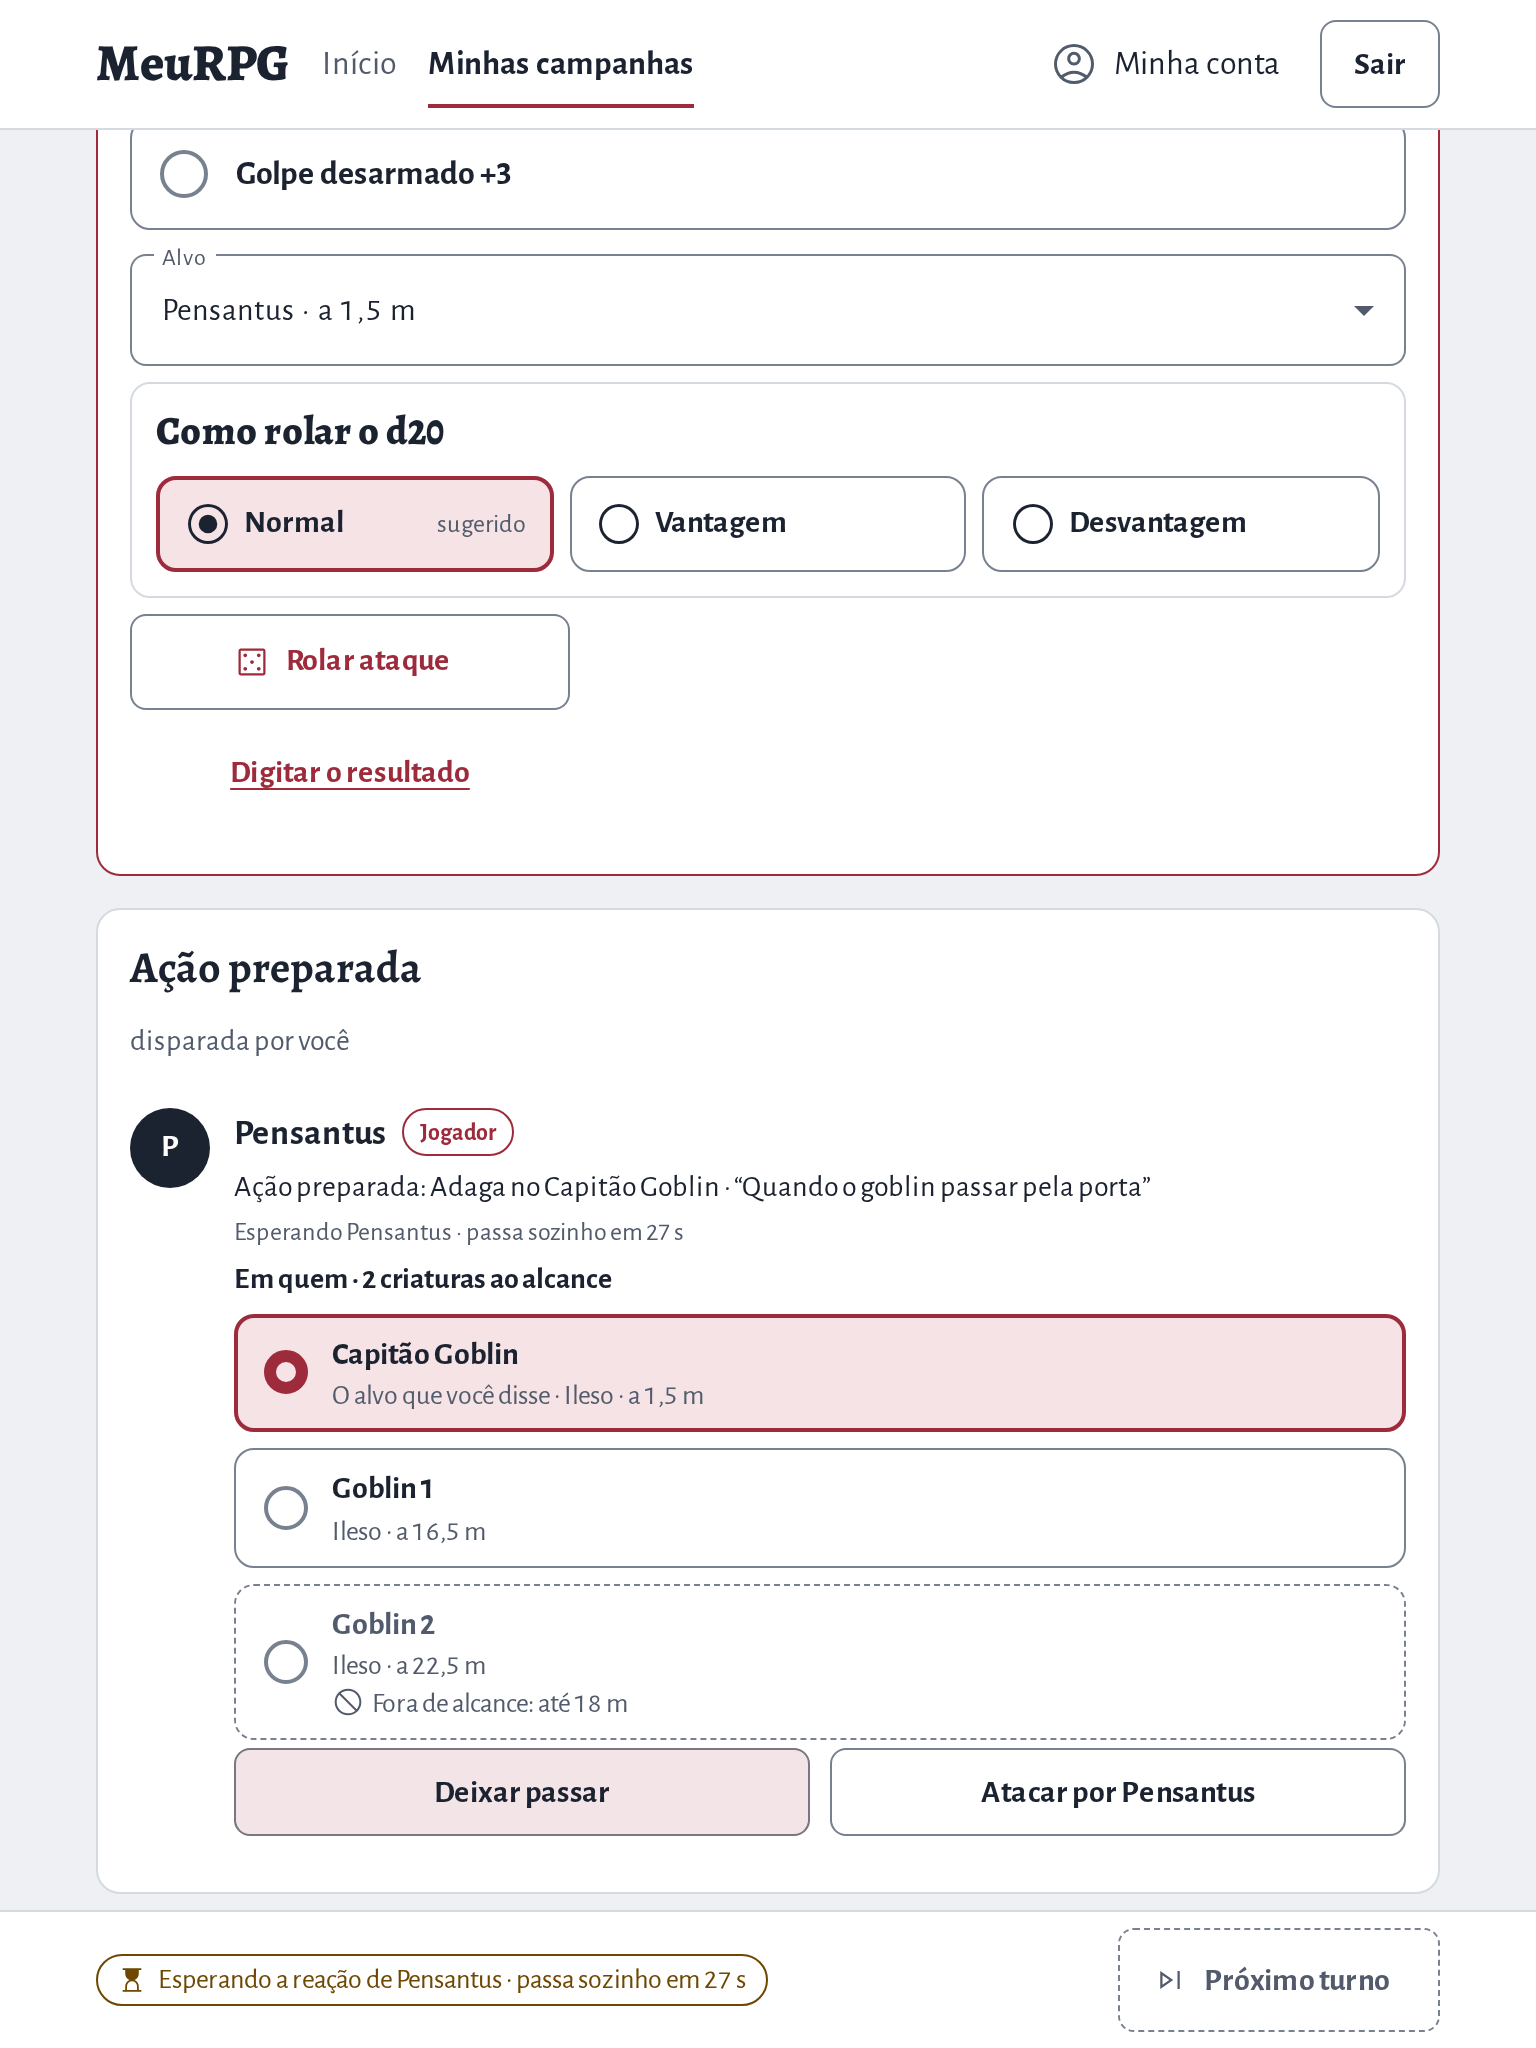 MeuRPG
Início
Minhas campanhas
Minha conta
Sair
Golpe desarmado +3
Alvo
Pensantus · a 1,5 m
Como rolar o d20
Normal
sugerido
Vantagem
Desvantagem
Rolar ataque
Digitar o resultado
Ação preparada
disparada por você
P
Pensantus
Jogador
Ação preparada: Adaga no Capitão Goblin · “Quando o goblin passar pela porta”
Esperando Pensantus · passa sozinho em 27 s
Em quem · 2 criaturas ao alcance
Capitão Goblin
O alvo que você disse · Ileso · a 1,5 m
Goblin 1
Ileso · a 16,5 m
Goblin 2
Ileso · a 22,5 m
Fora de alcance: até 18 m
Deixar passar
Atacar por Pensantus
Esperando a reação de Pensantus · passa sozinho em 27 s
Próximo turno